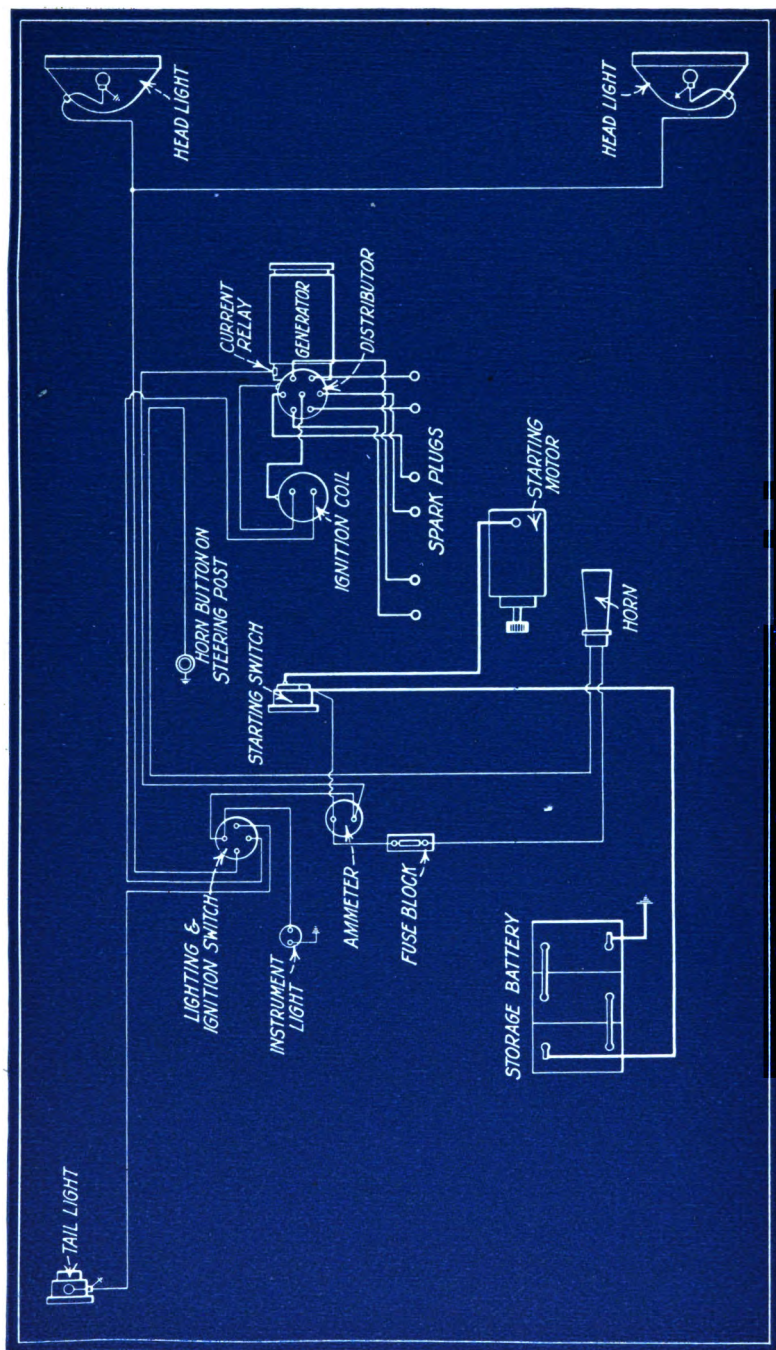 TAIL LIGHT
LIGHTING &
IGNITION SWITCH
HORN BUTTON ON
STEERING POST
CURRENT
RELAY
HEAD LIGHT
INSTRUMENT
LIGHT
STARTING SWITCH
GENERATOR
AMMETER
IGNITION COIL
DISTRIBUTOR
FUSE BLOCK
SPARK PLUGS
STORAGE BATTERY
STARTING
MOTOR
HORN
HEAD LIGHT